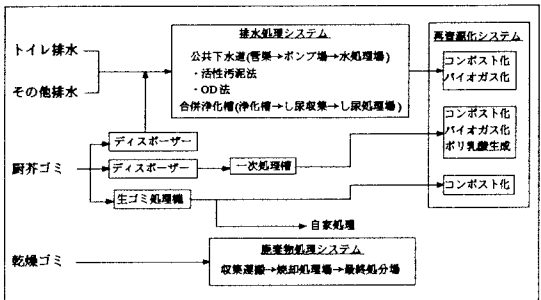 排水処理システム
再資源化システム
トイレ排水
その他排水
公共下水道(管渠→ポンプ場→水処理場)
・活性汚泥法
・OD法
合併浄化槽(浄化槽→し尿収集→し尿処理場)
コンポスト化
バイオガス化
コンポスト化
バイオガス化
ポリ乳酸生成
ディスポーザー
厨芥ゴミ
ディスポーザー
一次処理槽
生ゴミ処理機
コンポスト化
自家処理
乾燥ゴミ
廃棄物処理システム
収集運搬→焼却処理場→最終処分場